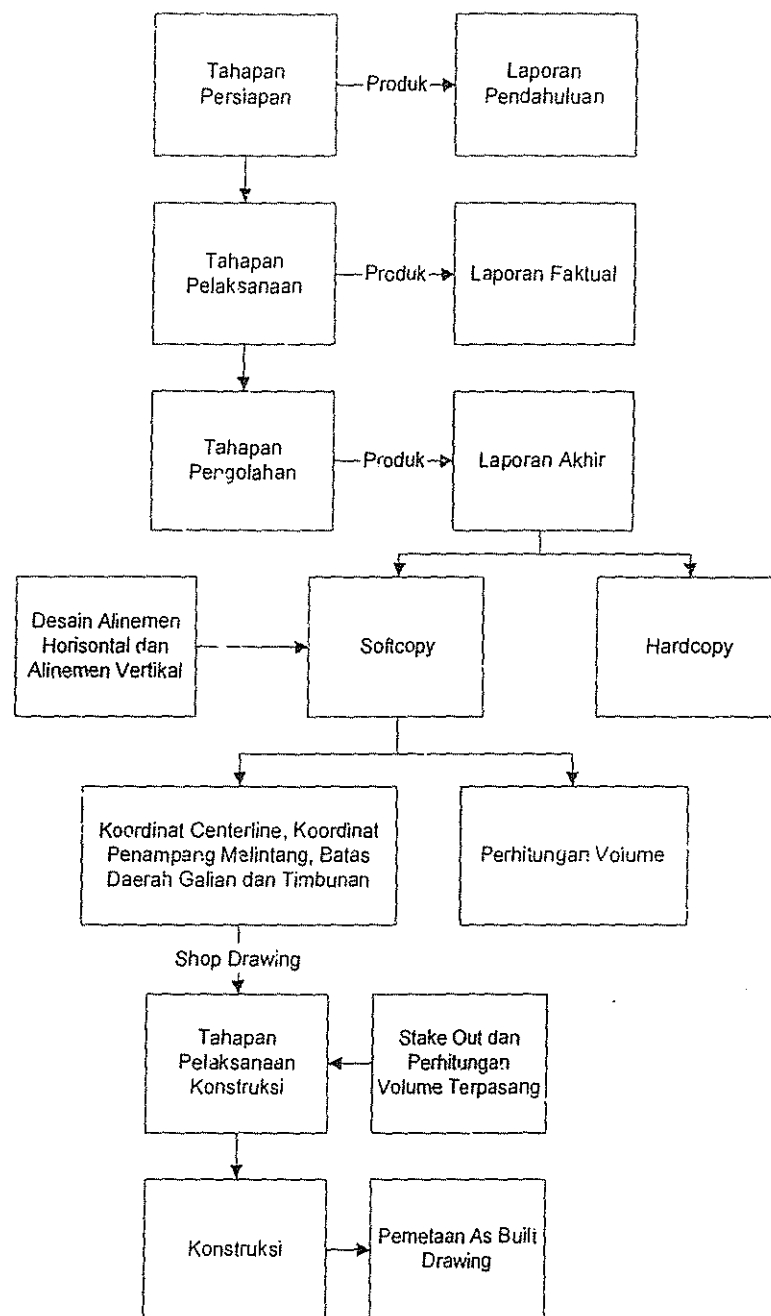 Tahapan
Persiapan
Produk
Laporan
Pendahuluan
Tahapan
Pelaksanaan
Produk
Laporan Faktual
Tahapan
Pengolahan
Produk
Laporan Akhir
Desain Alinemen
Horisontal dan
Alinemen Vertikal
Softcopy
Hardcopy
Koordinat Centerline, Koordinat
Penampang Melintang, Batas
Daerah Galian dan Timbunan
Perhitungan Volume
Shop Drawing
Tahapan
Pelaksanaan
Konstruksi
Stake Out dan
Perhitungan
Volume Terpasang
Konstruksi
Pemetaan As Built
Drawing